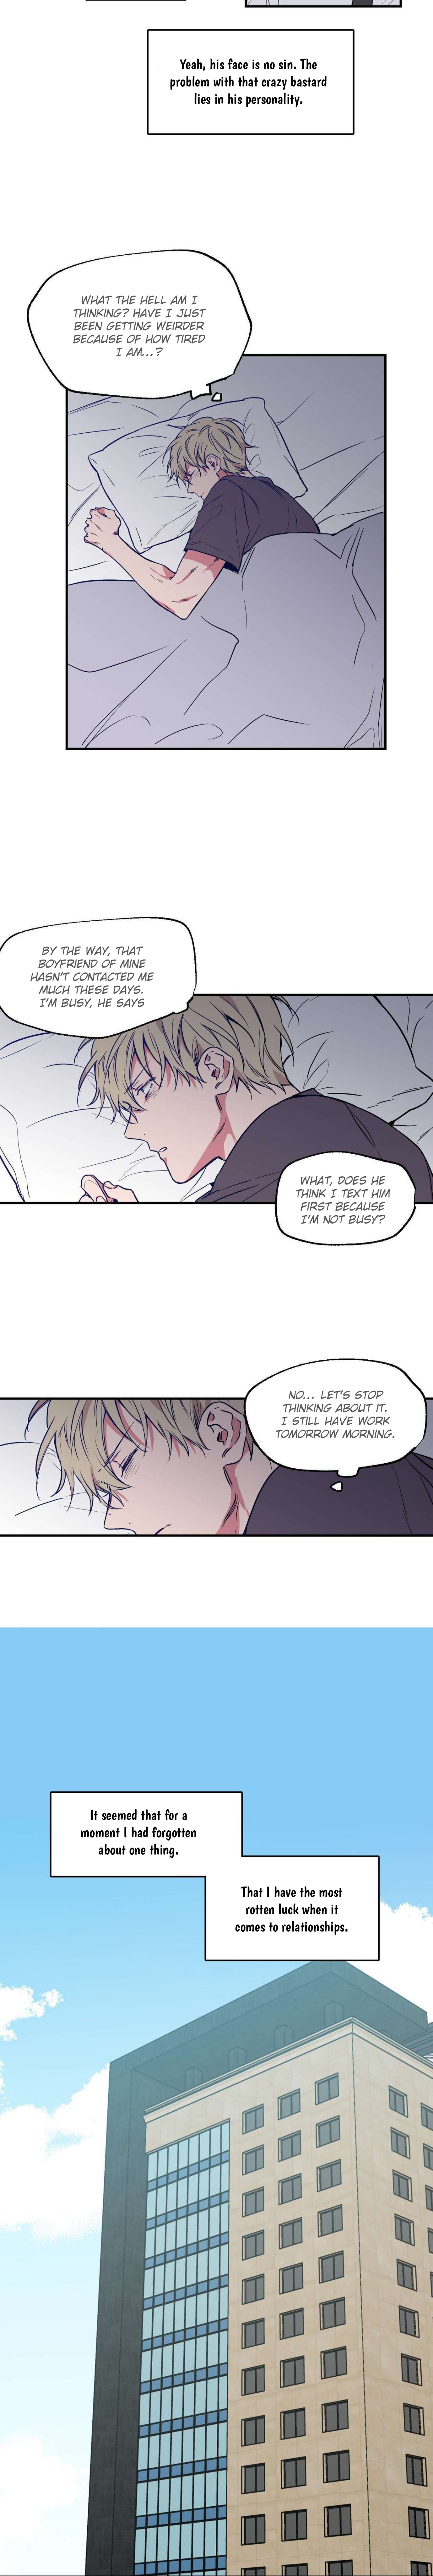 Yeah, his face is no sin. The
problem with that crazy bastard
lies in his personality.
WHAT THE HELL AM I
THINKING? HAVE I JUST
BEEN GETTING WEIRDER
BECAUSE OF HOW TIRED
I AM...?
BY THE WAY, THAT
BOYFRIEND OF MINE
HASN'T CONTACTED ME
MUCH THESE DAYS.
I'M BUSY, HE SAYS
WHAT, DOES HE
THINK I TEXT HIM
FIRST BECAUSE
I'M NOT BUSY?
NO... LET'S STOP
THINKING ABOUT IT.
I STILL HAVE WORK
TOMORROW MORNING.
It seemed that for a
moment I had forgotten
about one thing.
That I have the most
rotten luck when it
comes to relationships.